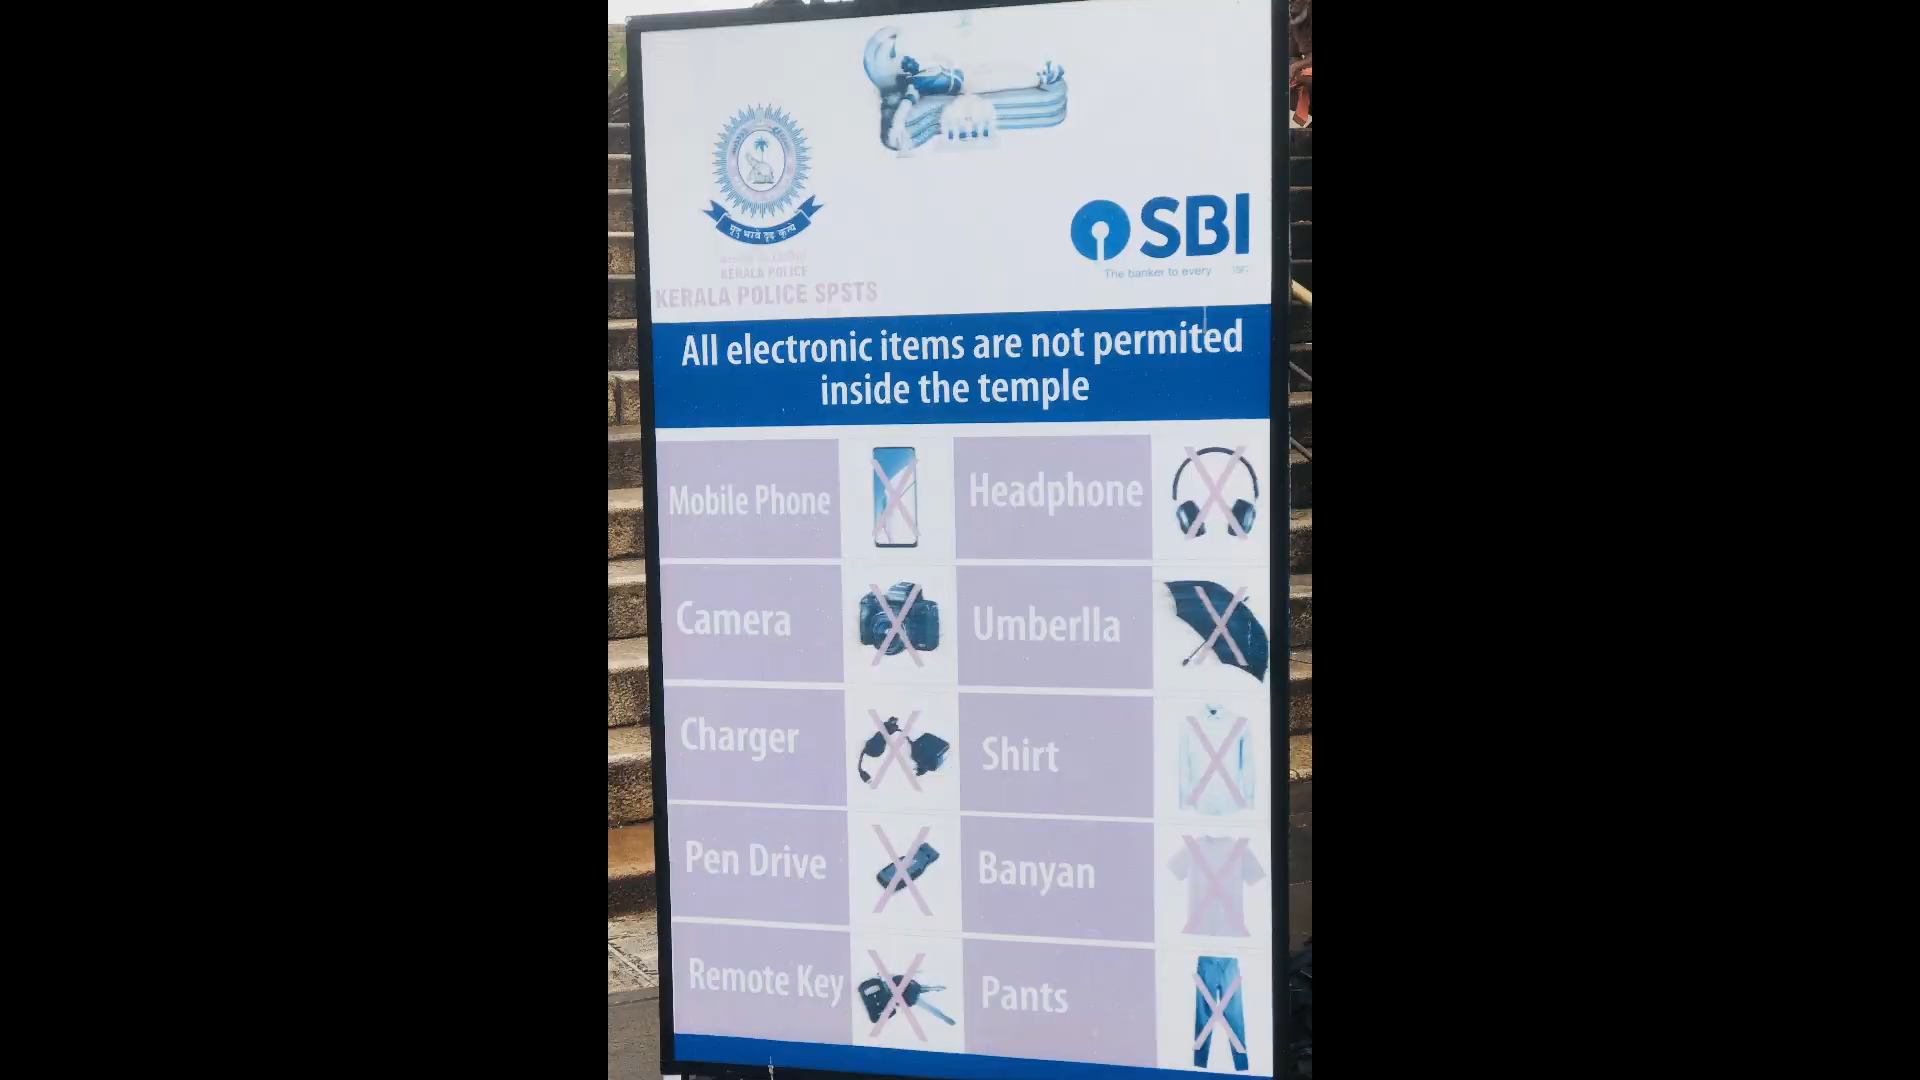 मृदु भावे दृढ कृत्ये
KERALA POLICE
KERALA POLICE SPSTS
SBI
The banker to every
All electronic items are not permited
inside the temple
Mobile Phone
Headphone
Camera
Umberlla
Charger
Shirt
Pen Drive
Banyan
Remote Key
Pants